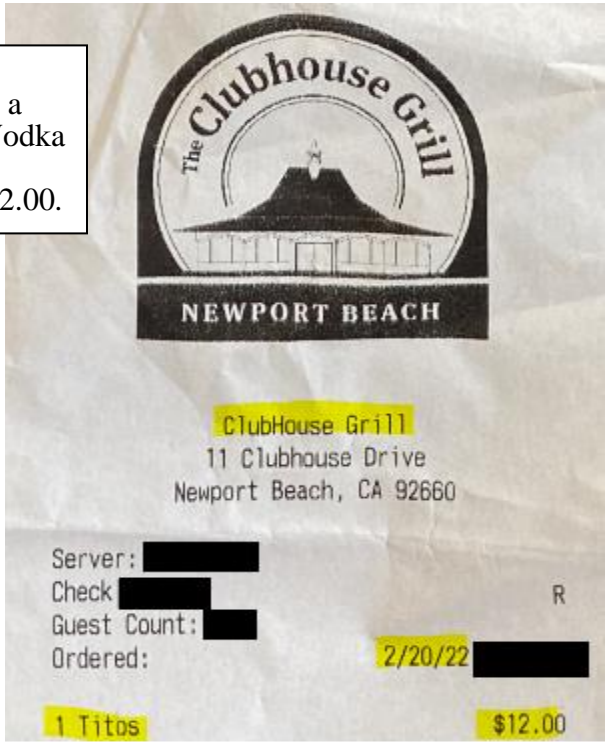 a
Vodka
2.00.
The Clubhouse Grill
NEWPORT BEACH
ClubHouse Grill
11 Clubhouse Drive
Newport Beach, CA 92660
Server:
Check R
Guest Count:
Ordered: 2/20/22
1 Titos $12.00